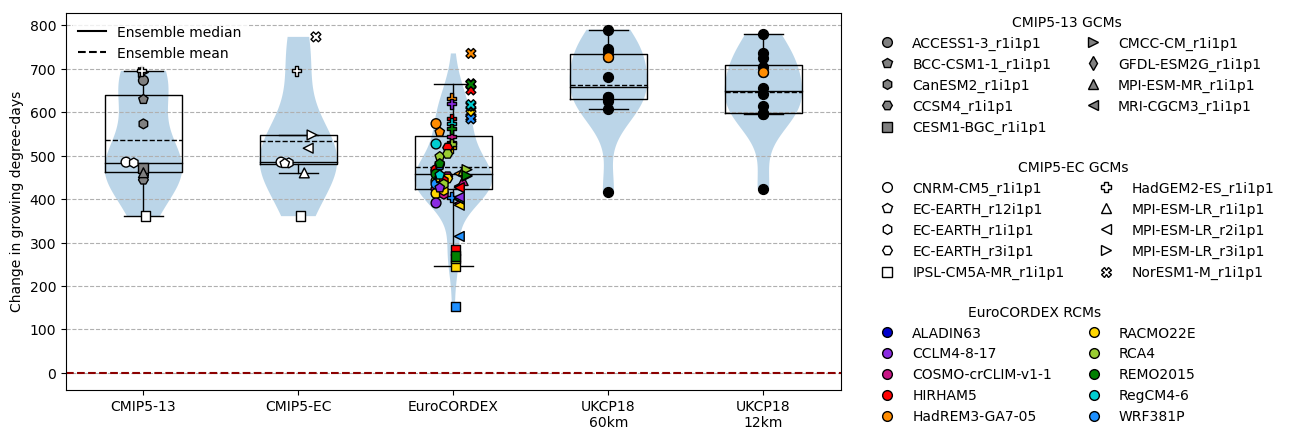 Change in growing degree-days
800
700
600
500
400
300
200
100
0
Ensemble median
Ensemble mean
CMIP5-13
CMIP5-EC
EuroCORDEX
UKCP18
60km
UKCP18
12km
CMIP5-13 GCMs
ACCESS1-3_r1i1p1
BCC-CSM1-1_r1i1p1
CanESM2_r1i1p1
CCSM4_r1i1p1
CESM1-BGC_r1i1p1
CMCC-CM_r1i1p1
GFDL-ESM2G_r1i1p1
MPI-ESM-MR_r1i1p1
MRI-CGCM3_r1i1p1
CMIP5-EC GCMs
CNRM-CM5_r1i1p1
EC-EARTH_r12i1p1
EC-EARTH_r1i1p1
EC-EARTH_r3i1p1
IPSL-CM5A-MR_r1i1p1
HadGEM2-ES_r1i1p1
MPI-ESM-LR_r1i1p1
MPI-ESM-LR_r2i1p1
MPI-ESM-LR_r3i1p1
NorESM1-M_r1i1p1
EuroCORDEX RCMs
ALADIN63
CCLM4-8-17
COSMO-crCLIM-v1-1
HIRHAM5
HadREM3-GA7-05
RACMO22E
RCA4
REMO2015
RegCM4-6
WRF381P